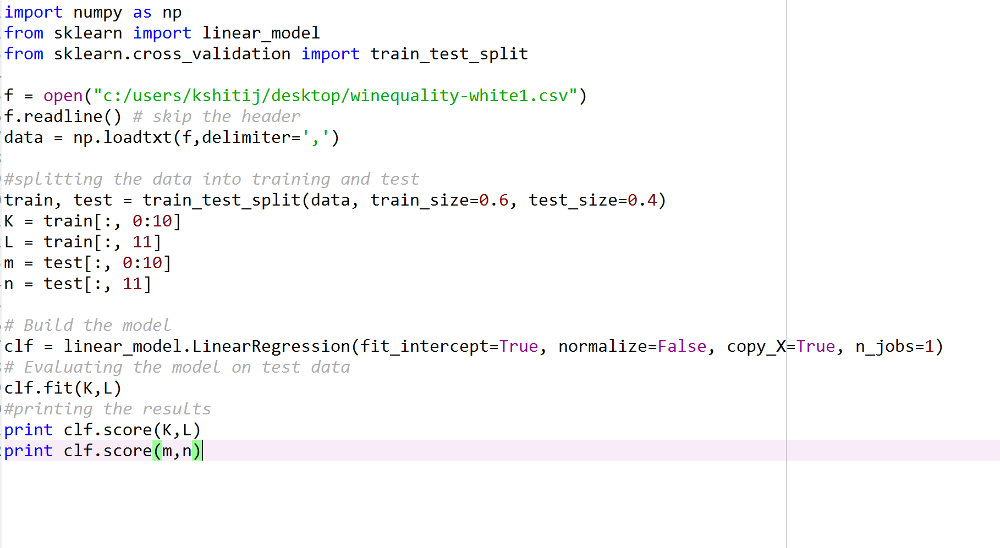 import numpy as np
from sklearn import linear_model
from sklearn.cross_validation import train_test_split
f = open("c:/users/kshitij/desktop/winequality-white1.csv")
f.readline() # skip the header
data = np.loadtxt(f,delimiter=',')
#splitting the data into training and test
train, test = train_test_split(data, train_size=0.6, test_size=0.4)
K = train[:, 0:10]
L = train[:, 11]
m = test[:, 0:10]
n = test[:, 11]
# Build the model
clf = linear_model.LinearRegression(fit_intercept=True, normalize=False, copy_X=True, n_jobs=1)
# Evaluating the model on test data
clf.fit(K,L)
#printing the results
print clf.score(K,L)
print clf.score(m,n)